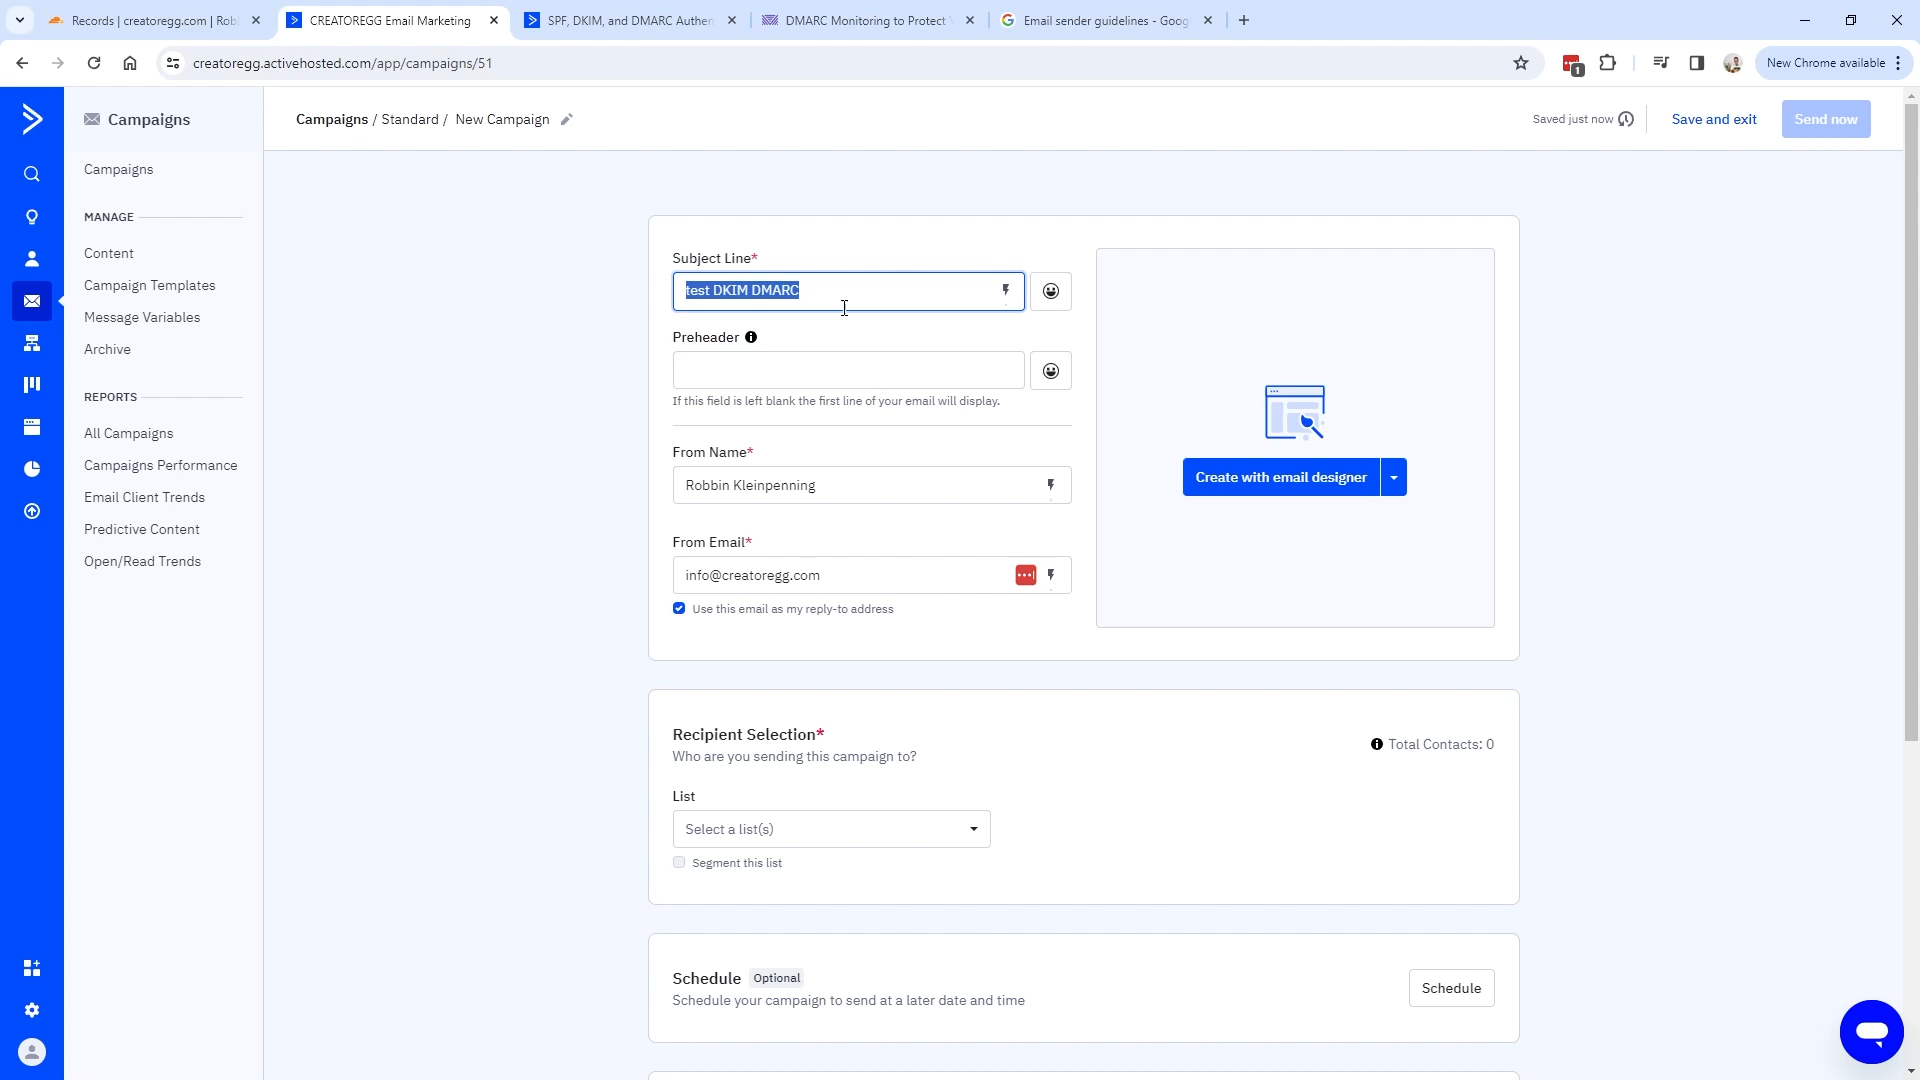 Records | creatoregg.com | Rob
CREATOREGG Email Marketing
SPF, DKIM, and DMARC Authen
DMARC Monitoring to Protect
Email sender guidelines - Goog
creatoregg.activehosted.com/app/campaigns/51
1
New Chrome available
Campaigns
Campaigns / Standard / New Campaign
Saved just now
Save and exit
Send now
Campaigns
MANAGE
Content
Campaign Templates
Message Variables
Archive
REPORTS
All Campaigns
Campaigns Performance
Email Client Trends
Predictive Content
Open/Read Trends
Subject Line*
test DKIM DMARC
Preheader
If this field is left blank the first line of your email will display.
From Name*
Robbin Kleinpenning
From Email*
info@creatoregg.com
Use this email as my reply-to address
Create with email designer
Recipient Selection*
Who are you sending this campaign to?
Total Contacts: 0
List
Select a list(s)
Segment this list
Schedule Optional
Schedule your campaign to send at a later date and time
Schedule